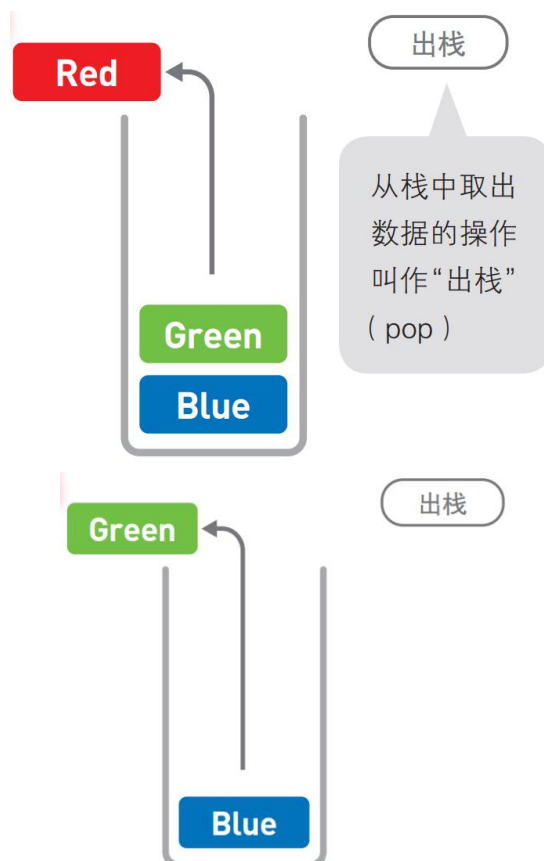 出栈
Red
从栈中取出
数据的操作
叫作“出栈”
（pop）
Green
Blue
出栈
Green
Blue